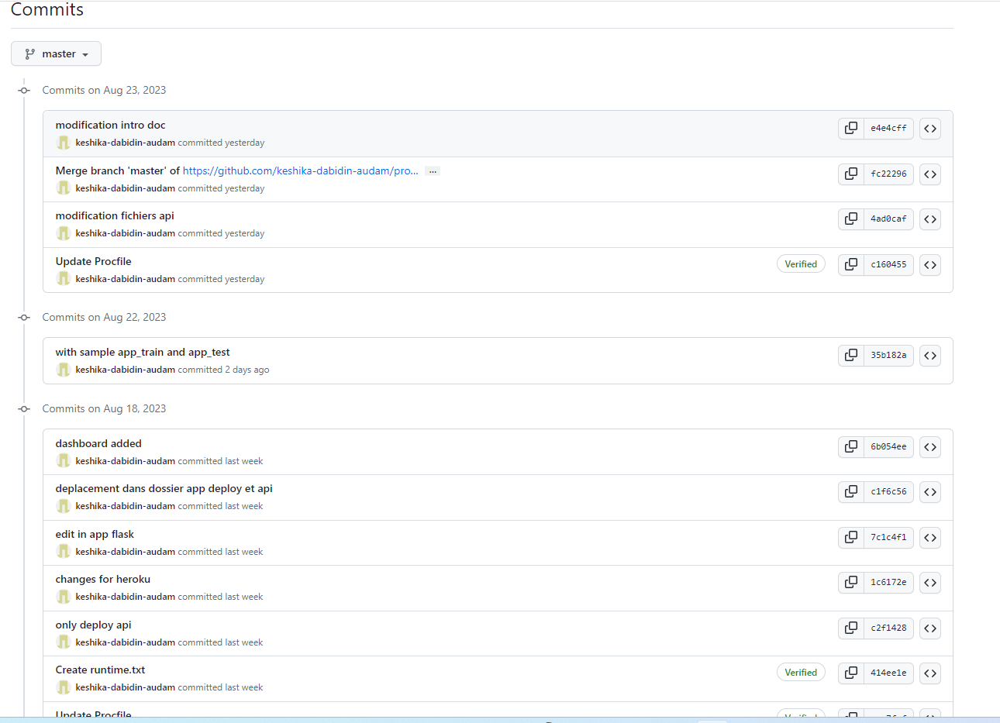 Commits
master
Commits on Aug 23, 2023
modification intro doc
e4e4cff
keshika-dabidin-audam committed yesterday
Merge branch 'master' of https://github.com/keshika-dabidin-audam/pro... ...
fc22296
keshika-dabidin-audam committed yesterday
modification fichiers api
4ad0caf
keshika-dabidin-audam committed yesterday
Update Procfile
Verified
c160455
keshika-dabidin-audam committed yesterday
Commits on Aug 22, 2023
with sample app_train and app_test
35b182a
keshika-dabidin-audam committed 2 days ago
Commits on Aug 18, 2023
dashboard added
6b054ee
keshika-dabidin-audam committed last week
deplacement dans dossier app deploy et api
c1f6c56
keshika-dabidin-audam committed last week
edit in app flask
7c1c4f1
keshika-dabidin-audam committed last week
changes for heroku
1c6172e
keshika-dabidin-audam committed last week
only deploy api
c2f1428
keshika-dabidin-audam committed last week
Create runtime.txt
Verified
414ee1e
keshika-dabidin-audam committed last week
Update Procfile
Verified